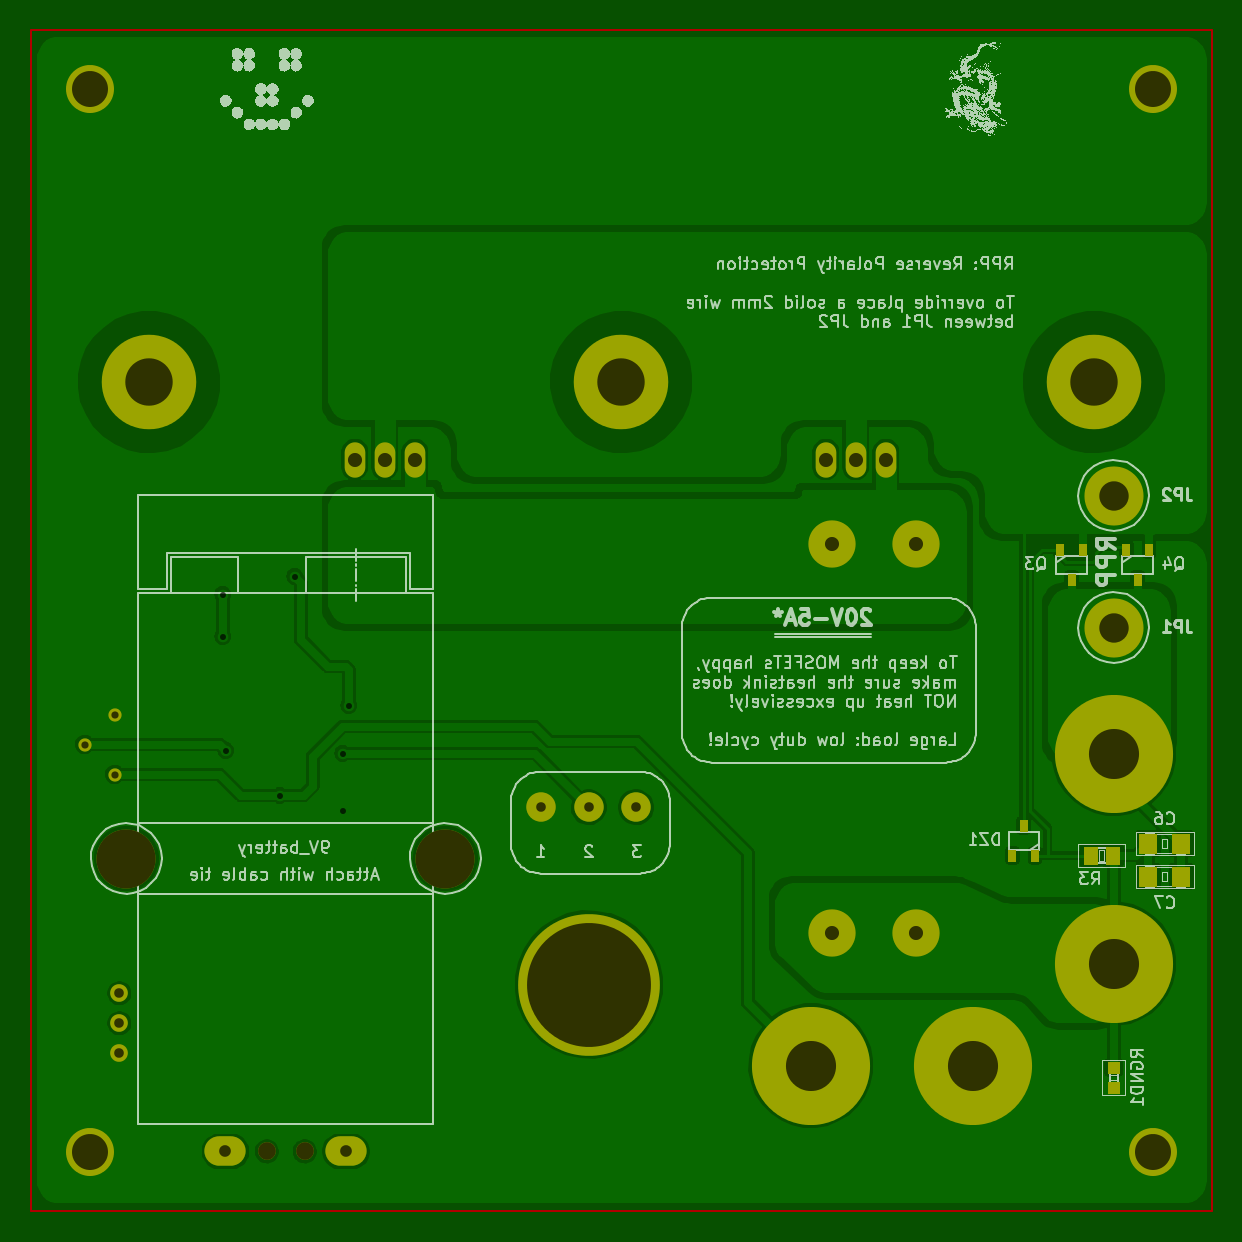 RPP: Reverse Polarity Protection
To override place a solid 2mm wire
between JP1 and JP2
JP2
RPP
Q3
Q4
JP1
20V-5A*
To keep the MOSFETs happy,
make sure the heatsink does
NOT heat up excessively!
Large load: low duty cycle!
C6
DZ1
R3
C7
9V_battery
Attach with cable tie
1 2 3
RGND1